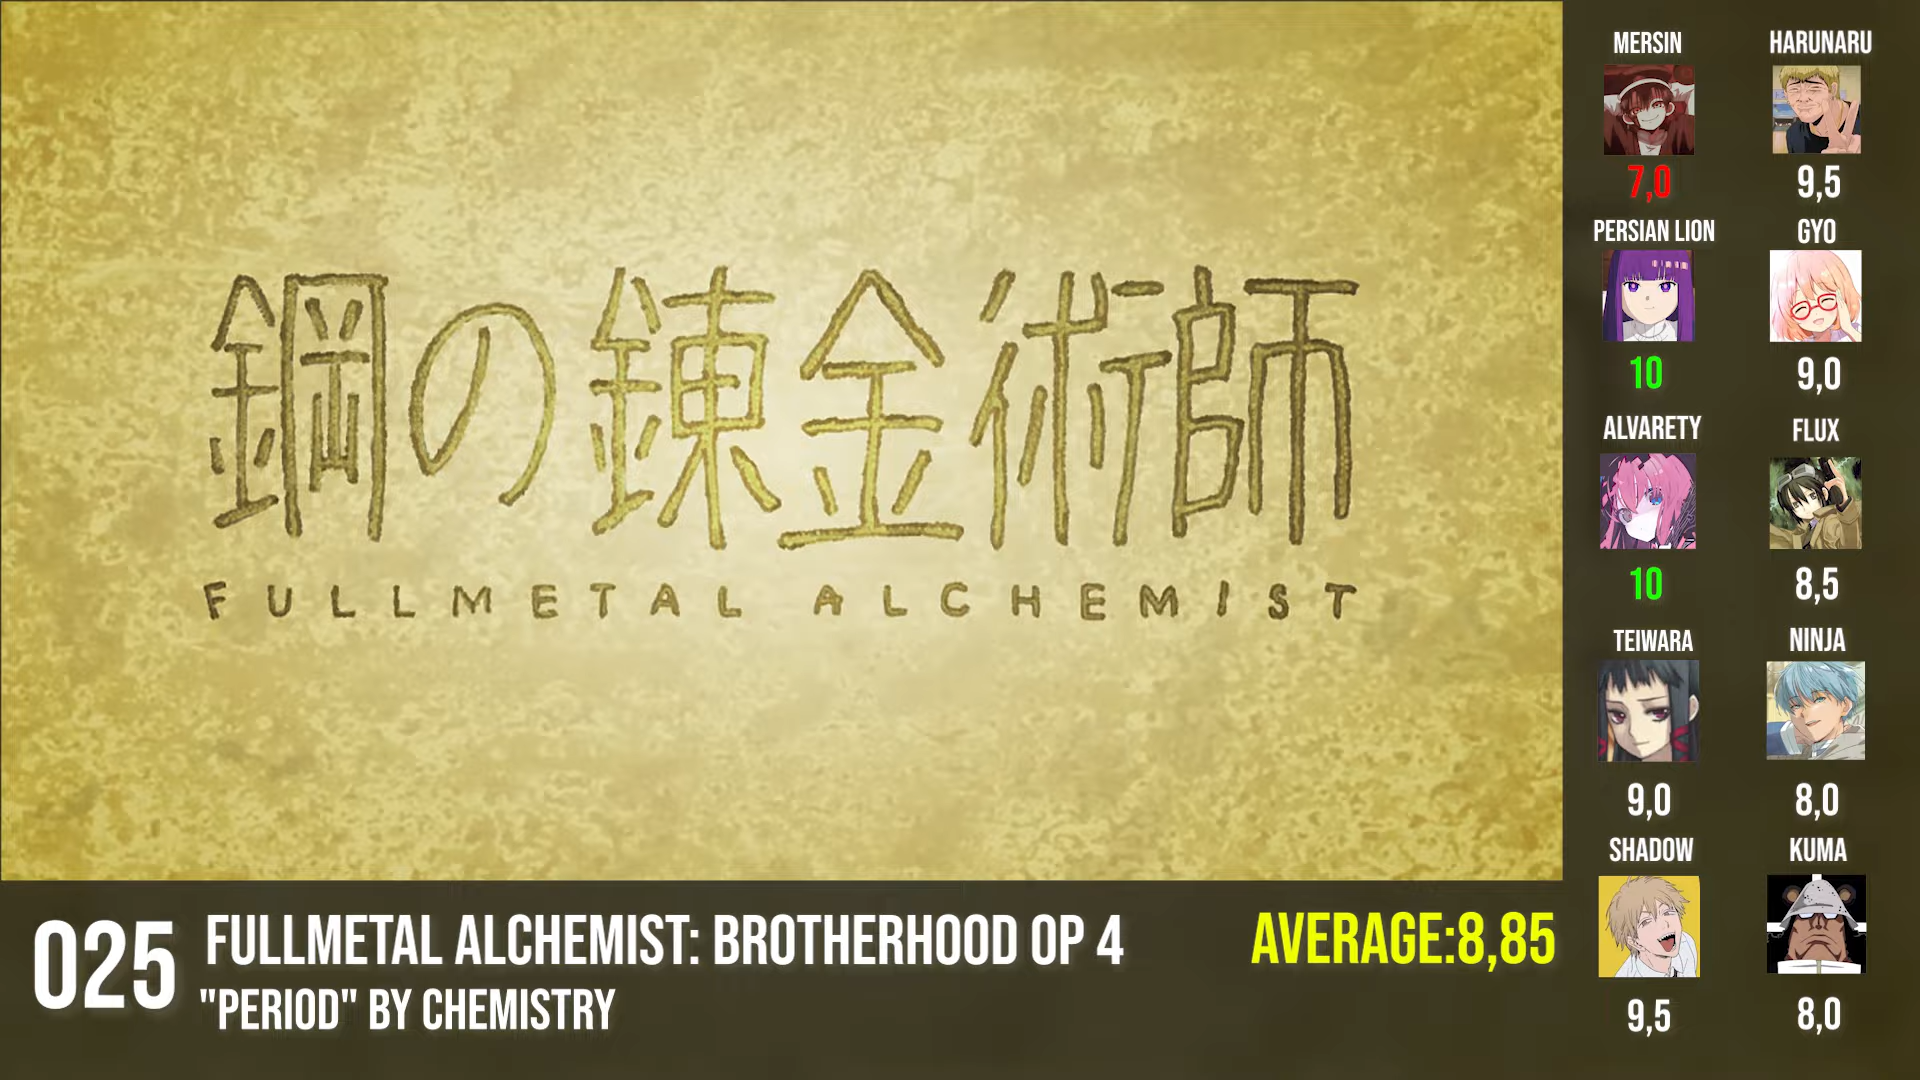 鋼の錬金術師
FULLMETAL ALCHEMIST
025
FULLMETAL ALCHEMIST: BROTHERHOOD OP 4
"PERIOD" BY CHEMISTRY
AVERAGE:8,85
MERSIN
7,0
HARUNARU
9,5
PERSIAN LION
10
GYO
9,0
ALVARETY
10
FLUX
8,5
TEIWARA
9,0
NINJA
8,0
SHADOW
9,5
KUMA
8,0